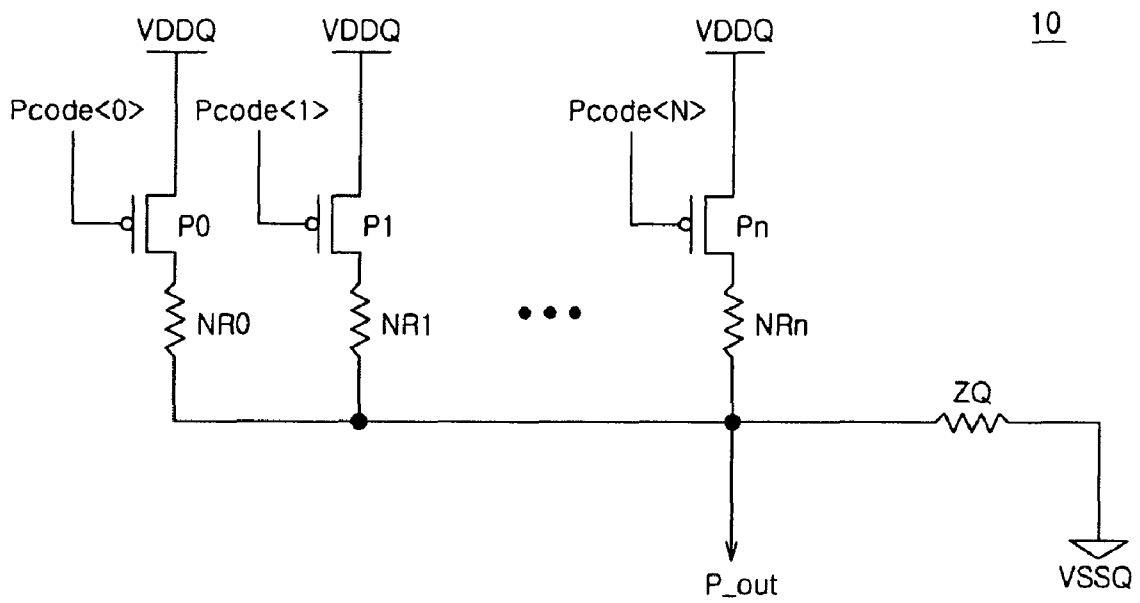 10
VDDQ VDDQ VDDQ
Pcode<0> Pcode<1> Pcode<N>
P0 P1 Pn
NR0 NR1 NRn
ZQ
P_out
VSSQ